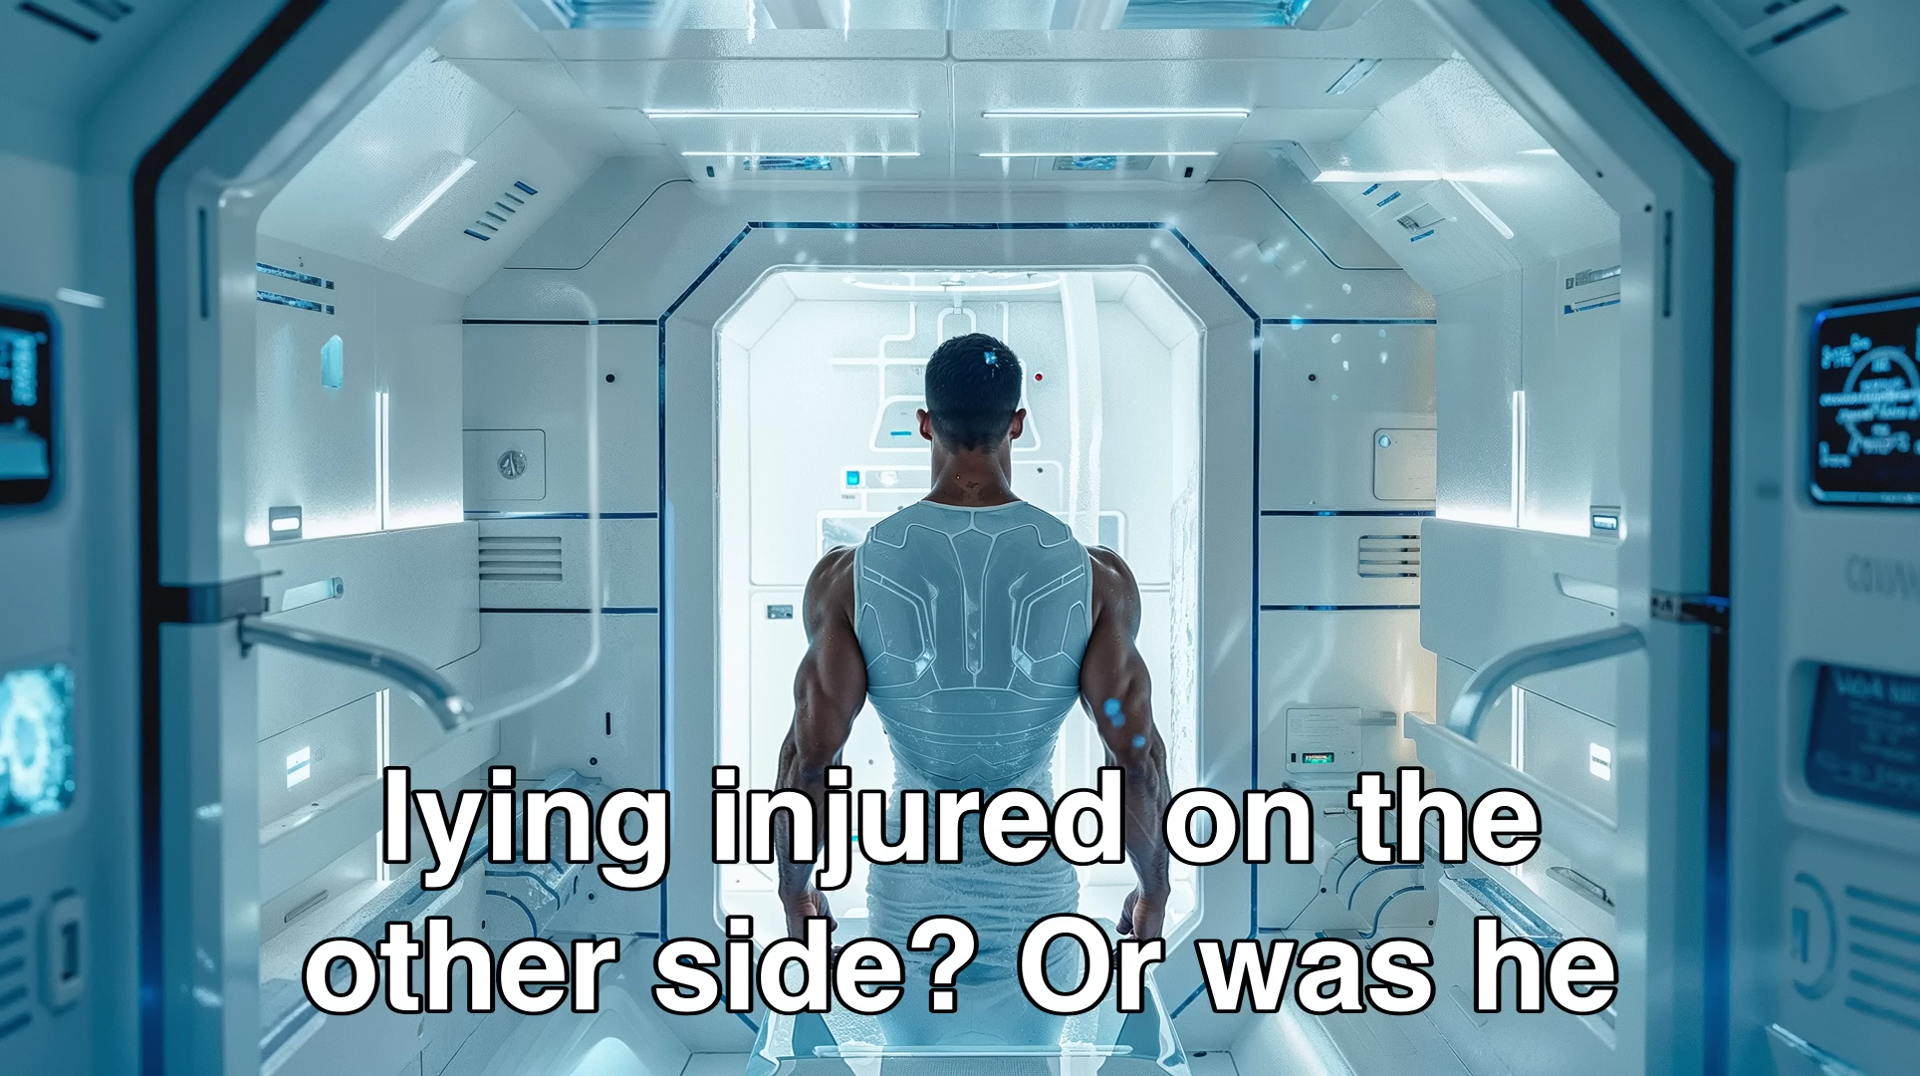 lying injured on the
other side? Or was he